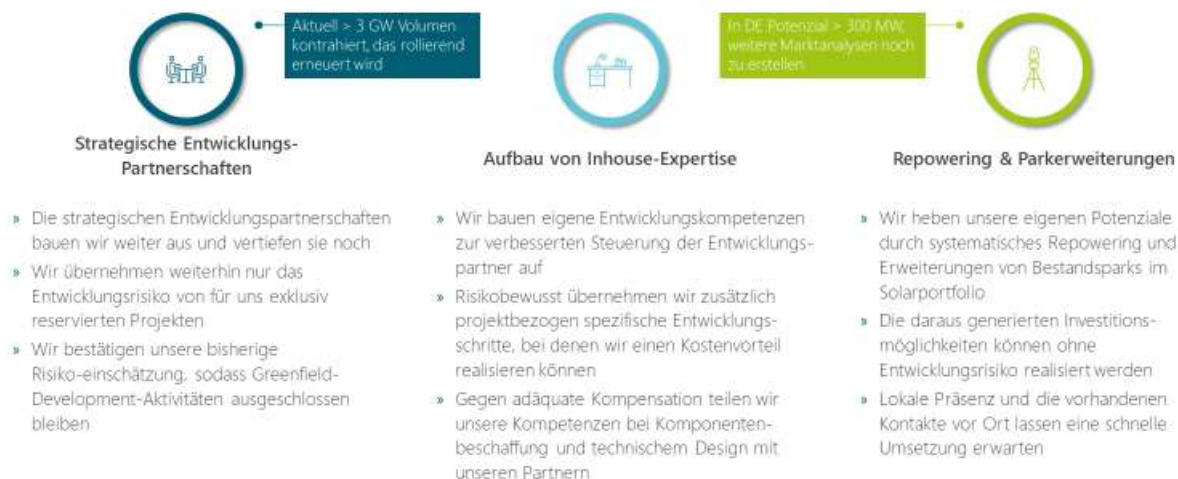 Aktuell > 3 GW Volumen
kontrahiert, das rollierend
erneuert wird
In DE Potenzial > 300 MW,
weitere Marktanalysen noch
zu erstellen
Strategische Entwicklungs-
Partnerschaften
» Die strategischen Entwicklungspartnerschaften
bauen wir weiter aus und vertiefen sie noch
» Wir übernehmen weiterhin nur das
Entwicklungsrisiko von für uns exklusiv
reservierten Projekten
» Wir bestätigen unsere bisherige
Risiko-einschätzung, sodass Greenfield-
Development-Aktivitäten ausgeschlossen
bleiben
Aufbau von Inhouse-Expertise
» Wir bauen eigene Entwicklungskompetenzen
zur verbesserten Steuerung der Entwicklungs-
partner auf
» Risikobewusst übernehmen wir zusätzlich
projektbezogen spezifische Entwicklungs-
schritte, bei denen wir einen Kostenvorteil
realisieren können
» Gegen adäquate Kompensation teilen wir
unsere Kompetenzen bei Komponenten-
beschaffung und technischem Design mit
unseren Partnern
Repowering & Parkerweiterungen
» Wir heben unsere eigenen Potenziale
durch systematisches Repowering und
Erweiterungen von Bestandsparks im
Solarportfolio
» Die daraus generierten Investitions-
möglichkeiten können ohne
Entwicklungsrisiko realisiert werden
» Lokale Präsenz und die vorhandenen
Kontakte vor Ort lassen eine schnelle
Umsetzung erwarten